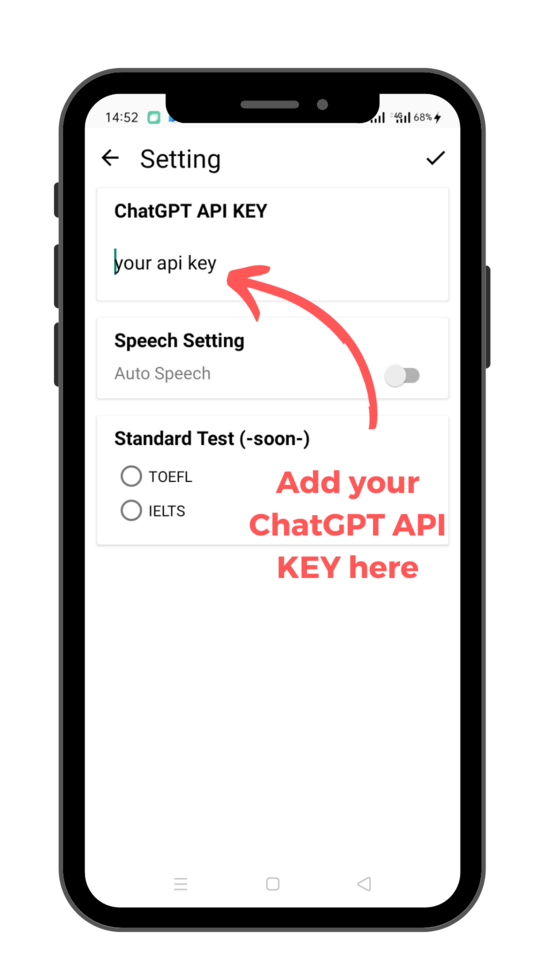 14:52 4G 68%
Setting
ChatGPT API KEY
your api key
Speech Setting
Auto Speech
Standard Test (-soon-)
TOEFL
IELTS
Add your
ChatGPT API
KEY here